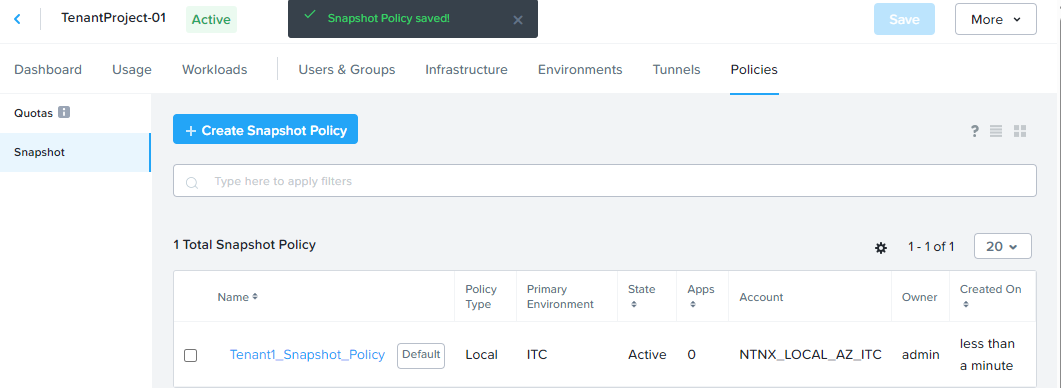 TenantProject-01
Active
Snapshot Policy saved!
Save
More
Dashboard
Usage
Workloads
Users & Groups
Infrastructure
Environments
Tunnels
Policies
Quotas
Snapshot
+ Create Snapshot Policy
?
Type here to apply filters
1 Total Snapshot Policy
1 - 1 of 1
20
Name
Policy
Type
Primary
Environment
State
Apps
Account
Owner
Created On
Tenant1_Snapshot_Policy
Default
Local
ITC
Active
0
NTNX_LOCAL_AZ_ITC
admin
less than
a minute